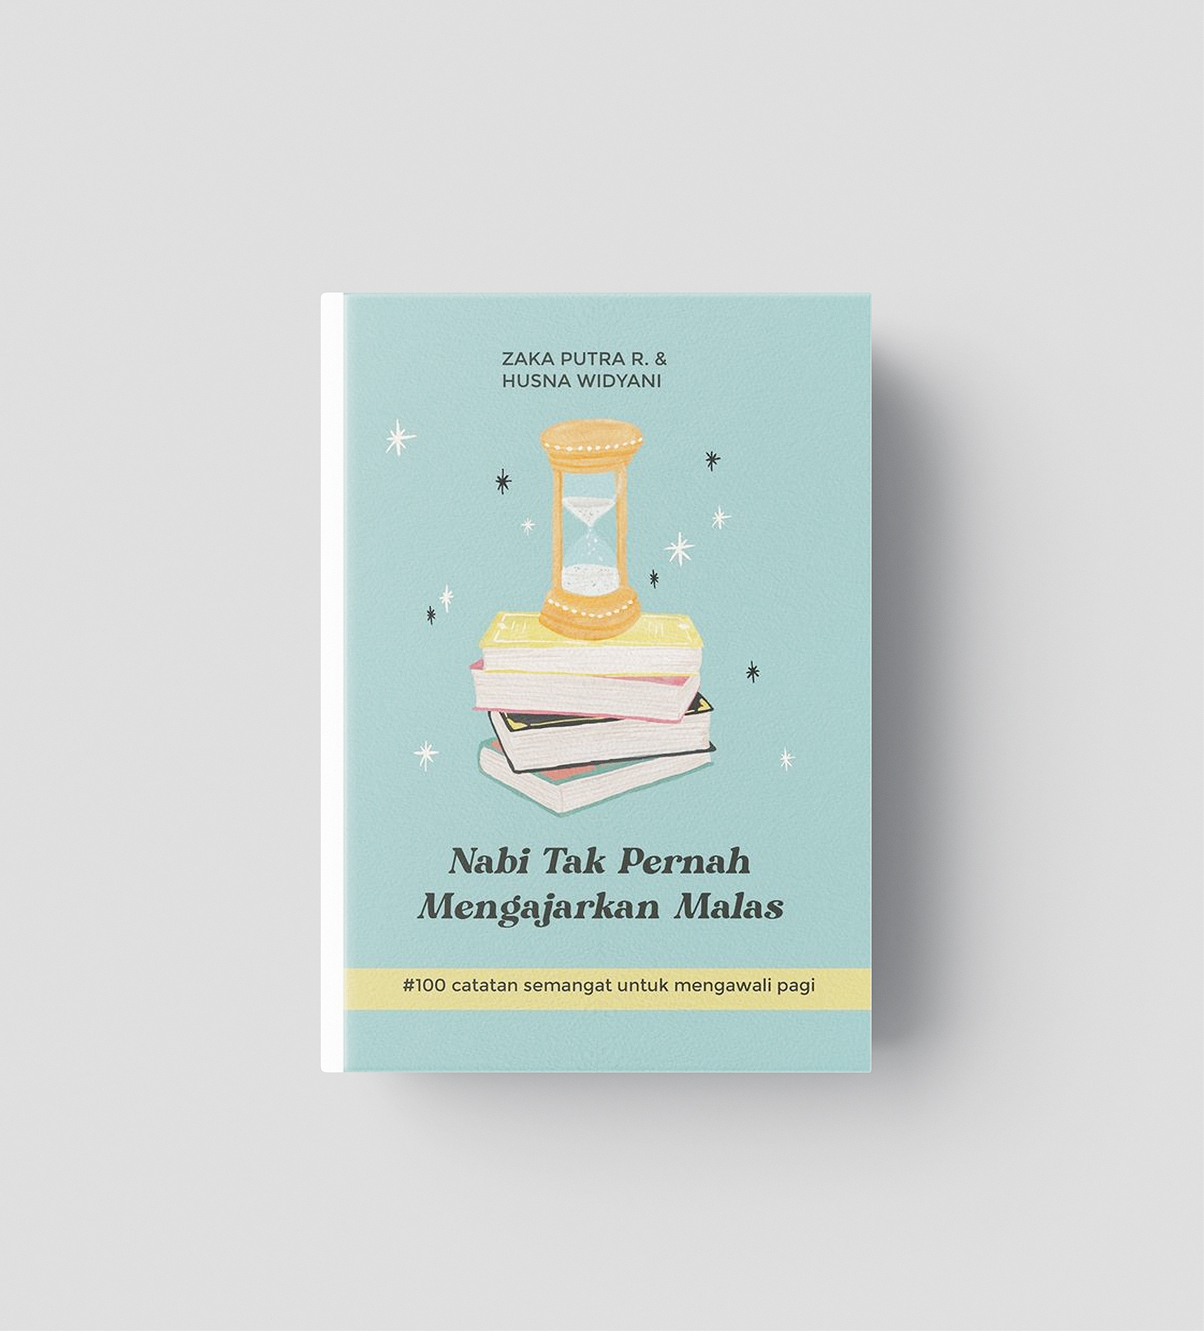 ZAKA PUTRA R. &
HUSNA WIDYANI
Nabi Tak Pernah
Mengajarkan Malas
#100 catatan semangat untuk mengawali pagi